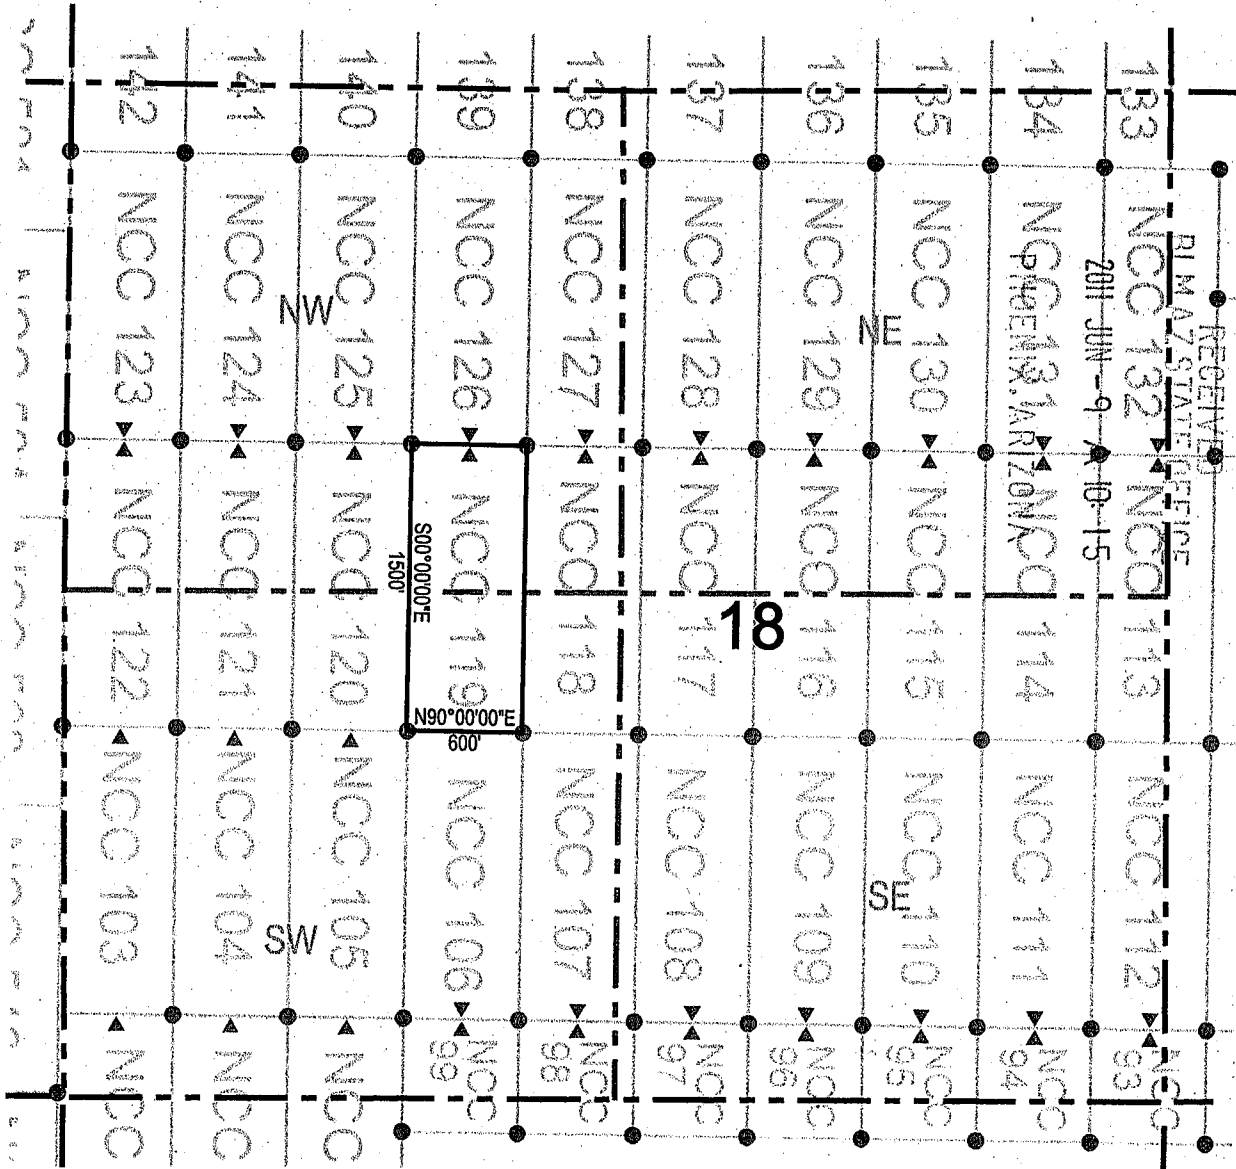 142
141
140
139
138
137
136
135
134
133
NCC 123
NCC 124
NCC 125
NCC 126
NCC 127
NCC 128
NCC 129
NCC 130
NCC 131
NCC 132
NW
NE
RECEIVED
BLM AZ STATE OFFICE
2011 JUN -9 A 10:15
PHOENIX, ARIZONA
NCC 122
NCC 121
NCC 120
NCC 119
NCC 118
NCC 117
NCC 116
NCC 115
NCC 114
NCC 113
S00°00'00"E
1500'
18
N90°00'00"E
600'
NCC 103
NCC 104
NCC 105
NCC 106
NCC 107
NCC 108
NCC 109
NCC 110
NCC 111
NCC 112
SW
SE
NCC
NCC
NCC
NCC
99
NCC
98
NCC
97
NCC
96
NCC
95
NCC
94
NCC
93